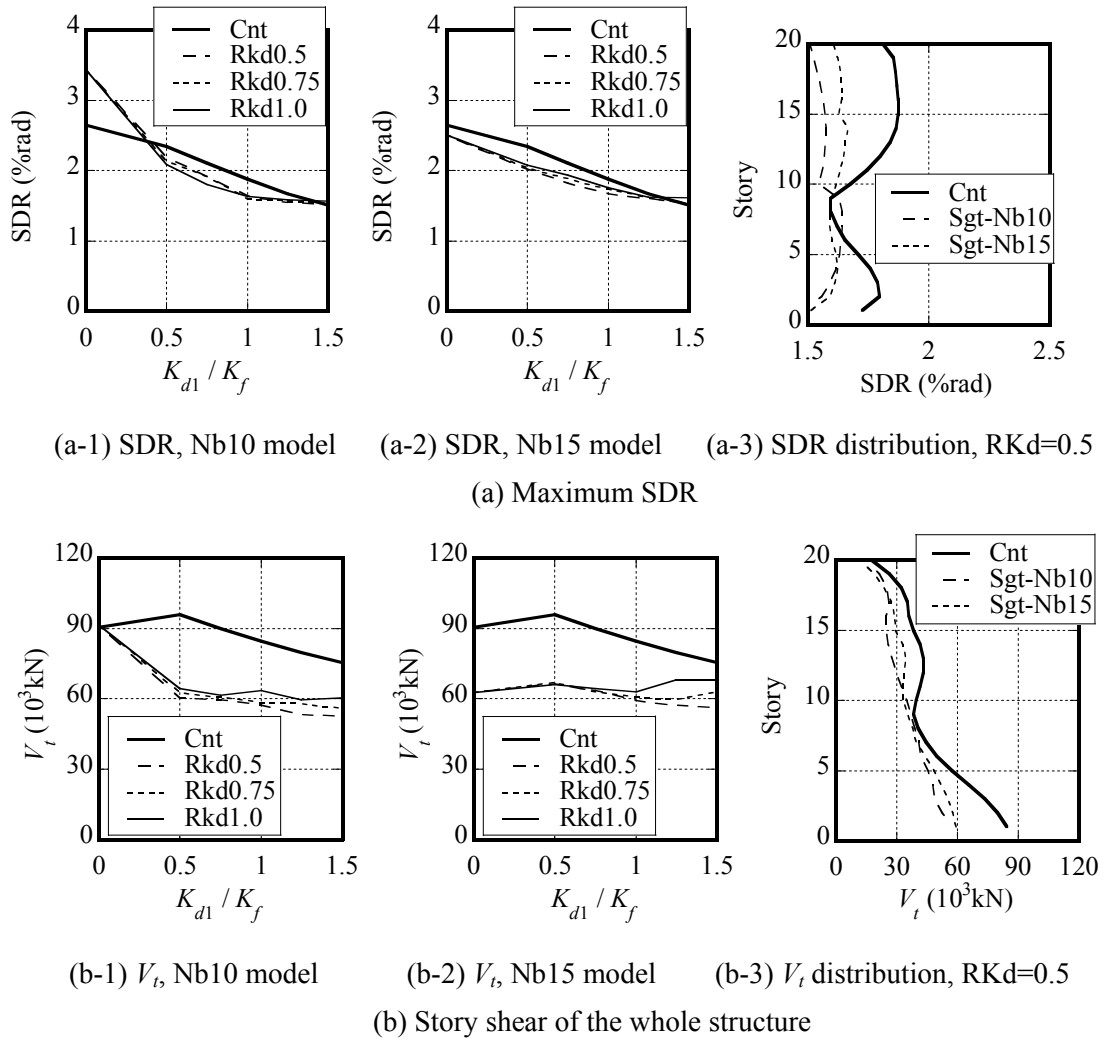 4
3
2
1
0
SDR (%rad)
Cnt
Rkd0.5
Rkd0.75
Rkd1.0
0 0.5 1 1.5
K_{d1} / K_f
(a-1) SDR, Nb10 model
4
3
2
1
0
SDR (%rad)
Cnt
Rkd0.5
Rkd0.75
Rkd1.0
0 0.5 1 1.5
K_{d1} / K_f
(a-2) SDR, Nb15 model
20
15
10
5
0
Story
Cnt
Sgt-Nb10
Sgt-Nb15
1.5 2 2.5
SDR (%rad)
(a-3) SDR distribution, RKd=0.5
(a) Maximum SDR
120
90
60
30
0
V_t (10^3kN)
Cnt
Rkd0.5
Rkd0.75
Rkd1.0
0 0.5 1 1.5
K_{d1} / K_f
(b-1) V_t, Nb10 model
120
90
60
30
0
V_t (10^3kN)
Cnt
Rkd0.5
Rkd0.75
Rkd1.0
0 0.5 1 1.5
K_{d1} / K_f
(b-2) V_t, Nb15 model
20
15
10
5
0
Story
Cnt
Sgt-Nb10
Sgt-Nb15
0 30 60 90 120
V_t (10^3kN)
(b-3) V_t distribution, RKd=0.5
(b) Story shear of the whole structure